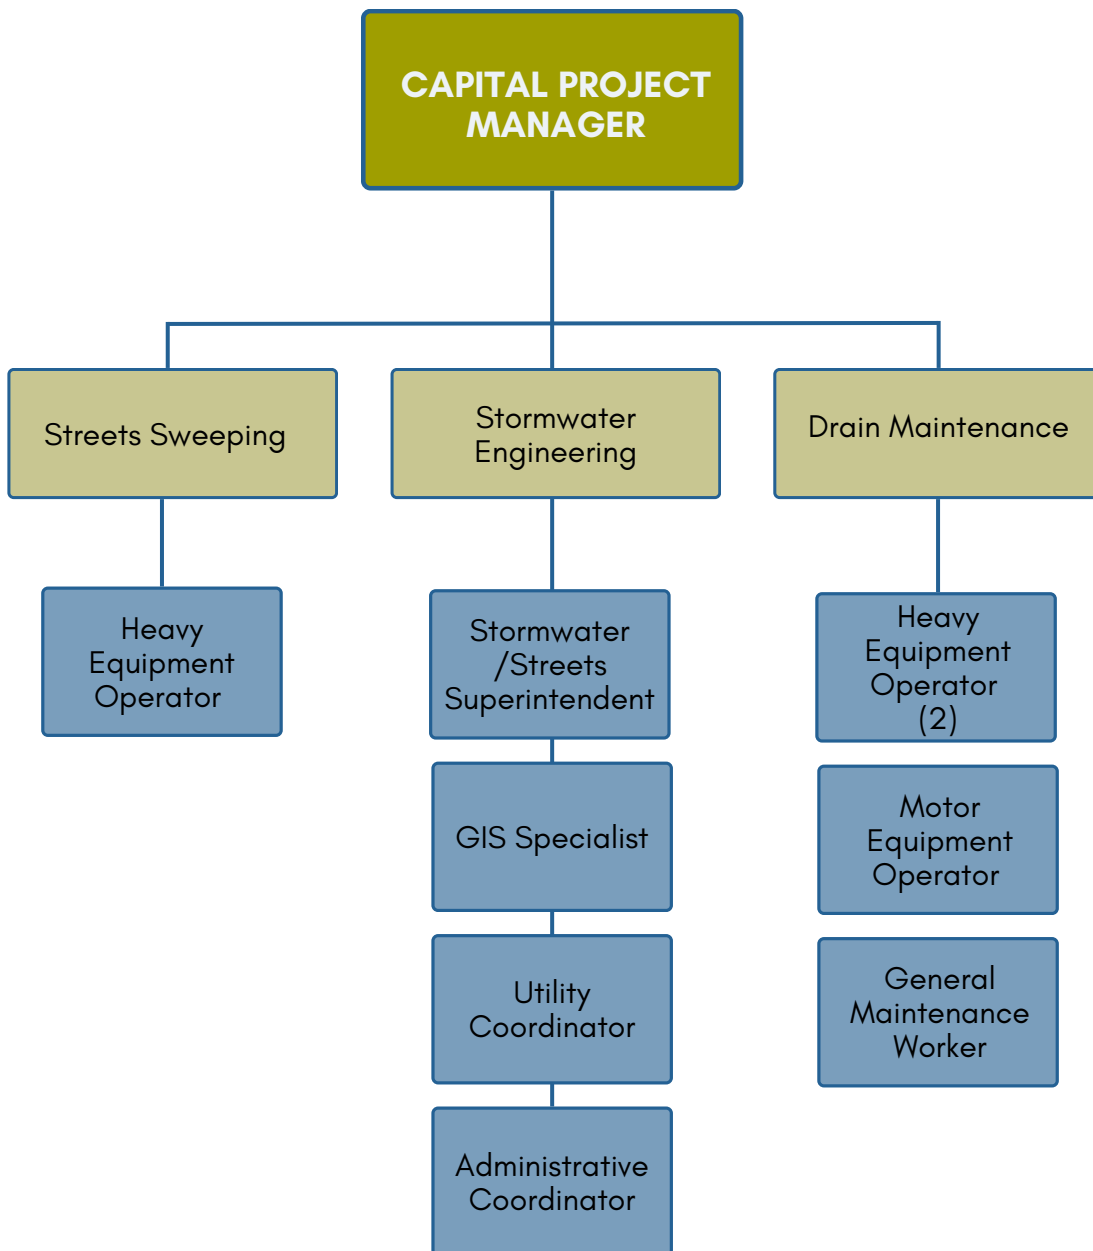 CAPITAL PROJECT
MANAGER
Streets Sweeping
Stormwater
Engineering
Drain Maintenance
Heavy
Equipment
Operator
Stormwater
/Streets
Superintendent
GIS Specialist
Utility
Coordinator
Administrative
Coordinator
Heavy
Equipment
Operator
(2)
Motor
Equipment
Operator
General
Maintenance
Worker